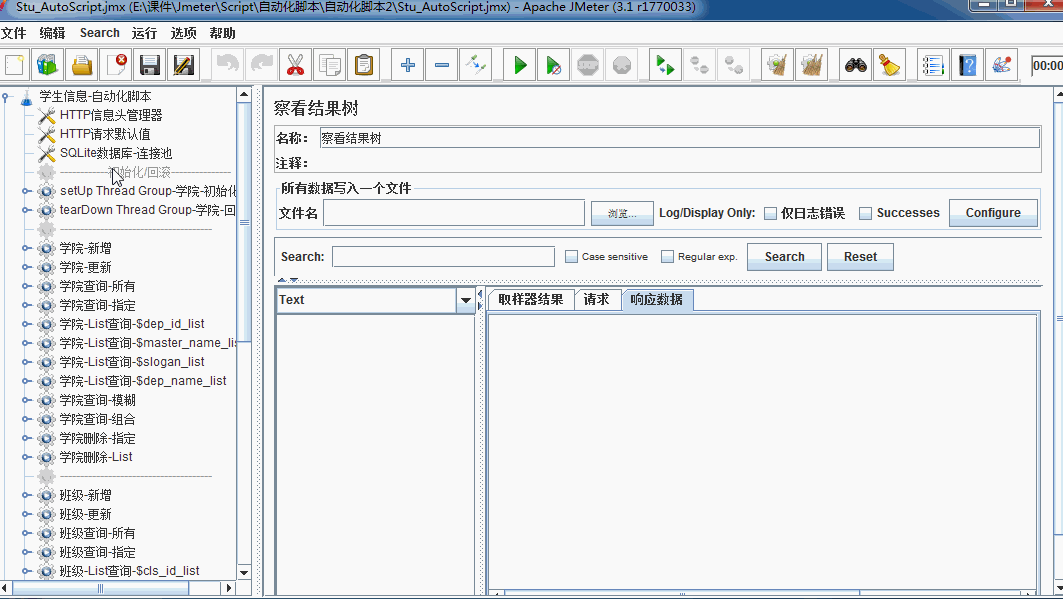 Stu_AutoScript.jmx (E:\课件\Jmeter\Script\自动化脚本\自动化脚本2\Stu_AutoScript.jmx) - Apache JMeter (3.1 r1770033)
文件 编辑 Search 运行 选项 帮助
00:00
学生信息-自动化脚本
HTTP信息头管理器
HTTP请求默认值
SQLite数据库-连接池
------------初始化/回滚---------------
setUp Thread Group-学院-初始化
tearDown Thread Group-学院-回
--------------------------------------
学院-新增
学院-更新
学院查询-所有
学院查询-指定
学院-List查询-$dep_id_list
学院-List查询-$master_name_lis
学院-List查询-$slogan_list
学院-List查询-$dep_name_list
学院查询-模糊
学院查询-组合
学院删除-指定
学院删除-List
--------------------------------------
班级-新增
班级-更新
班级查询-所有
班级查询-指定
班级-List查询-$cls_id_list
察看结果树
名称: 察看结果树
注释:
所有数据写入一个文件
文件名 浏览... Log/Display Only: 仅日志错误 Successes Configure
Search: Case sensitive Regular exp. Search Reset
Text
取样器结果 请求 响应数据